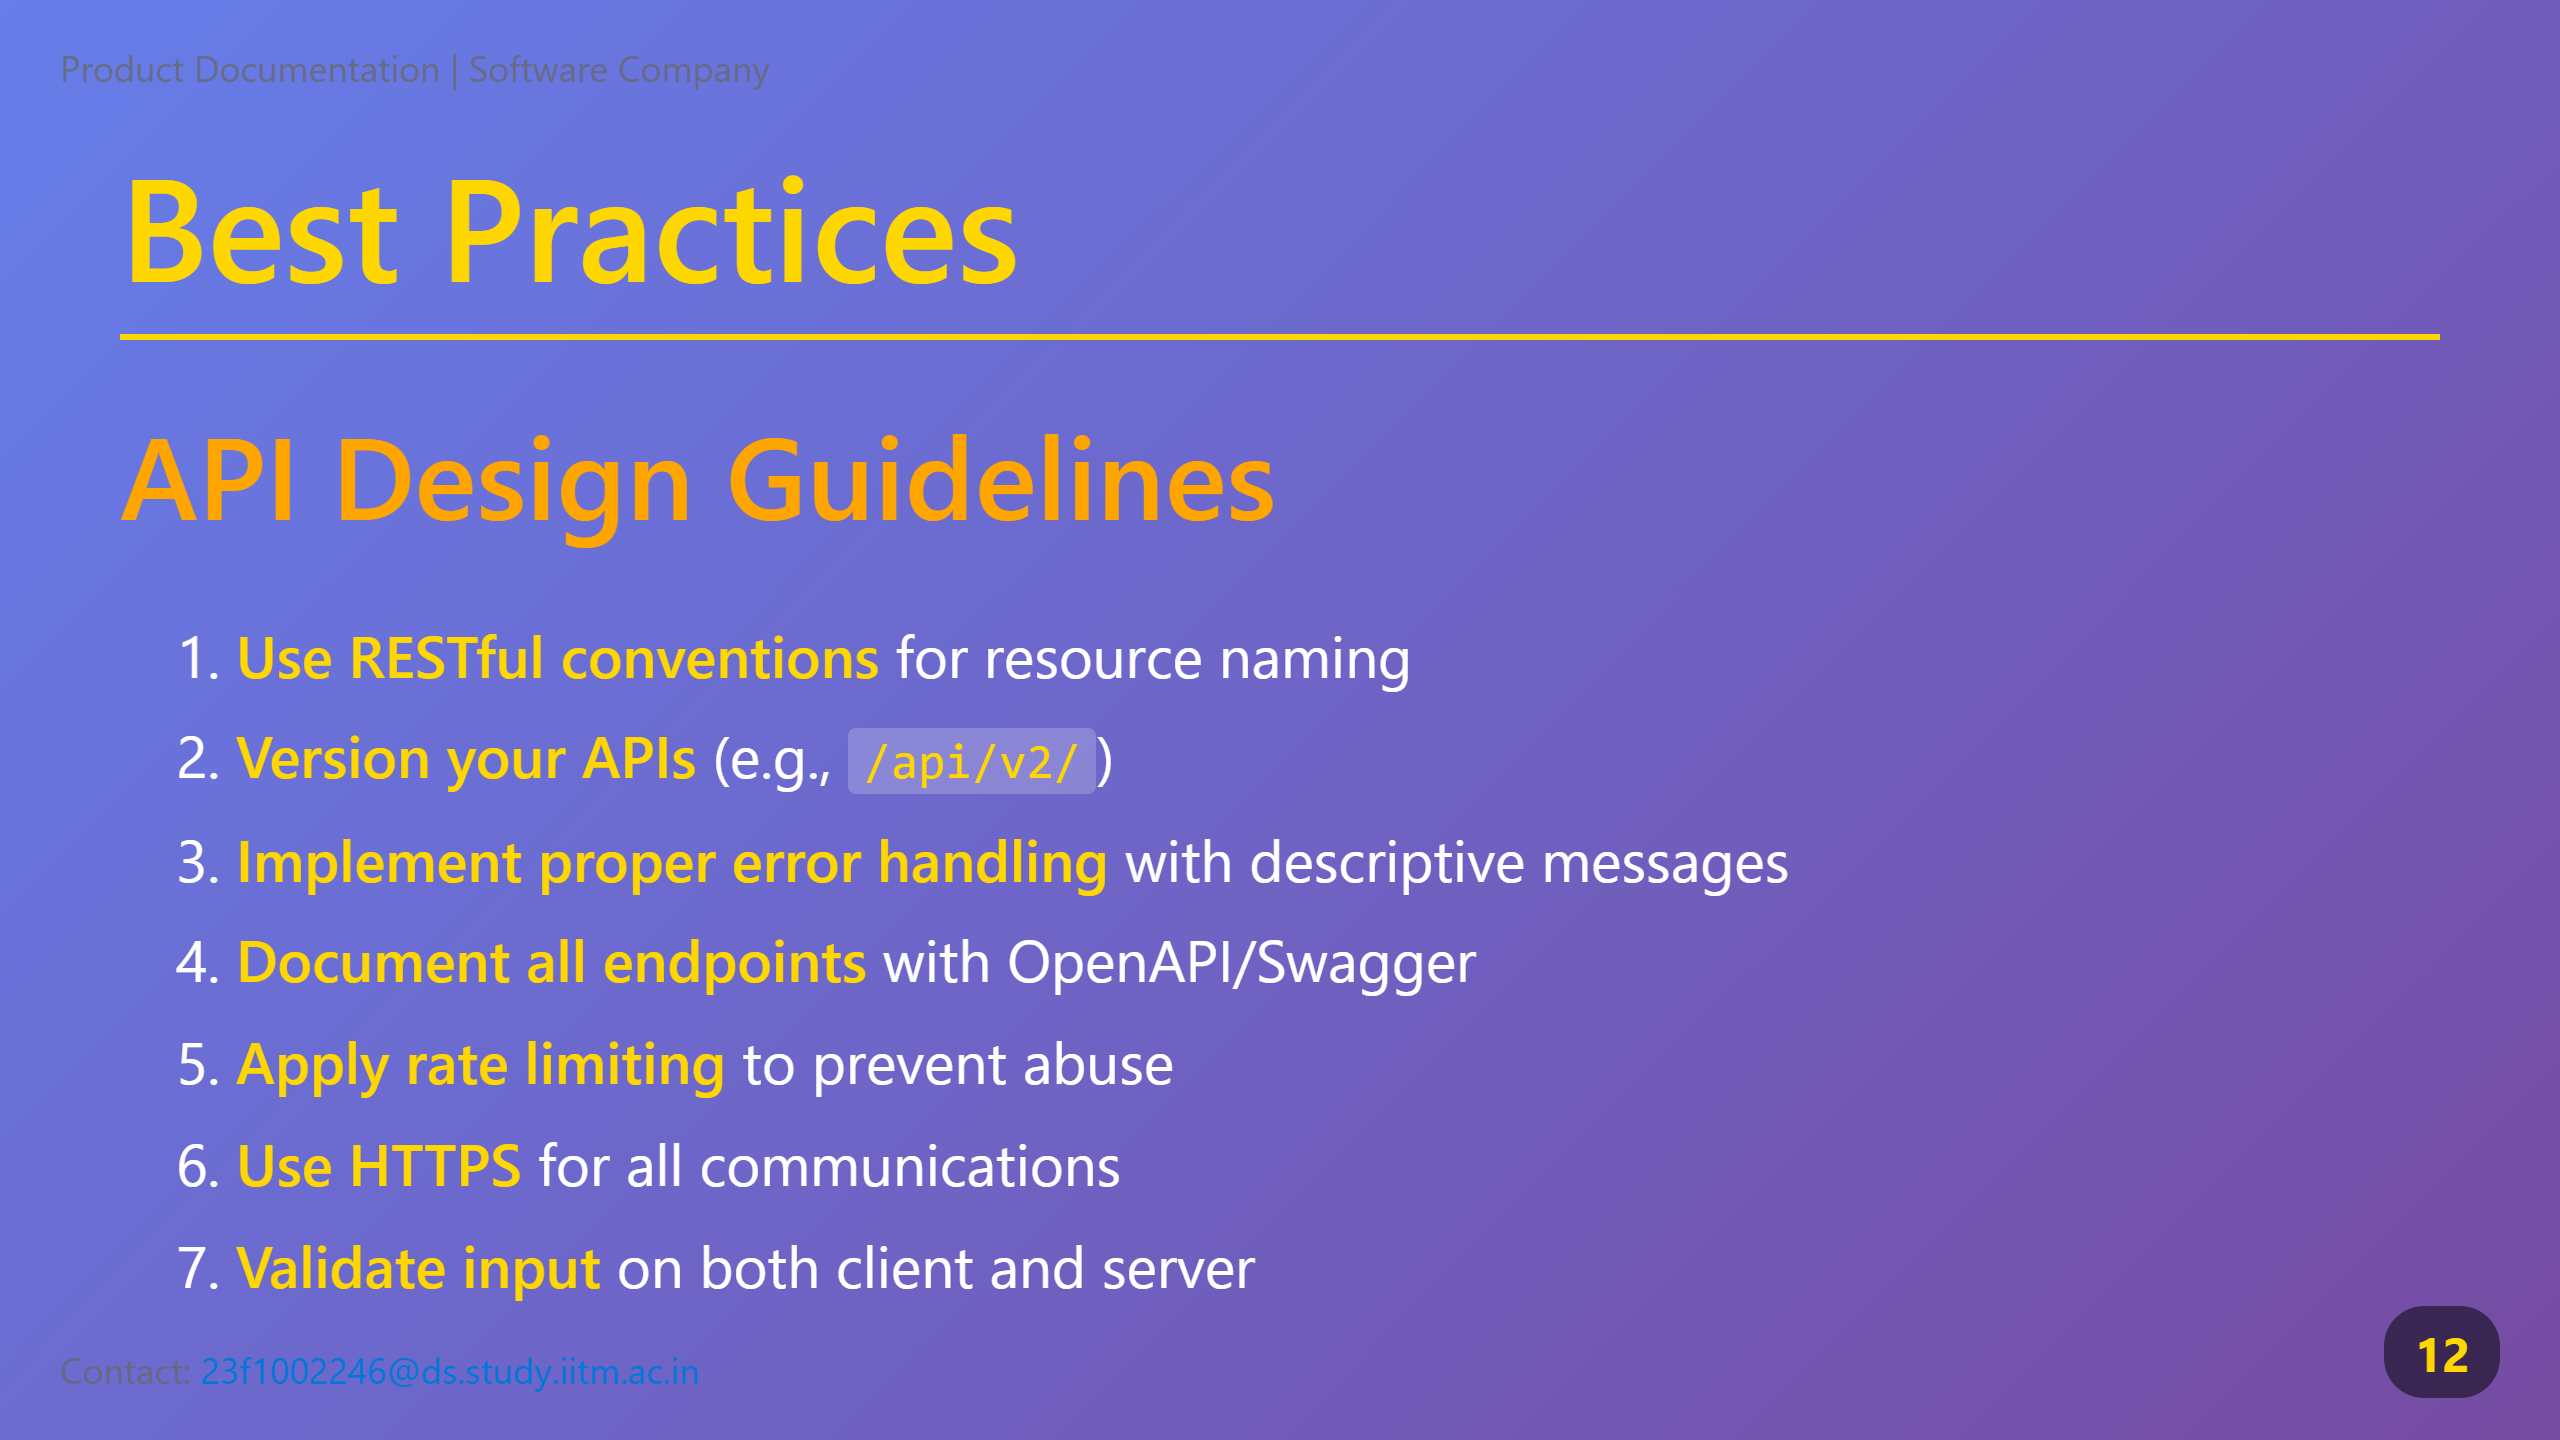 Product Documentation | Software Company
Best Practices
API Design Guidelines
1. Use RESTful conventions for resource naming
2. Version your APIs (e.g., /api/v2/)
3. Implement proper error handling with descriptive messages
4. Document all endpoints with OpenAPI/Swagger
5. Apply rate limiting to prevent abuse
6. Use HTTPS for all communications
7. Validate input on both client and server
Contact: 23f1002246@ds.study.iitm.ac.in
12